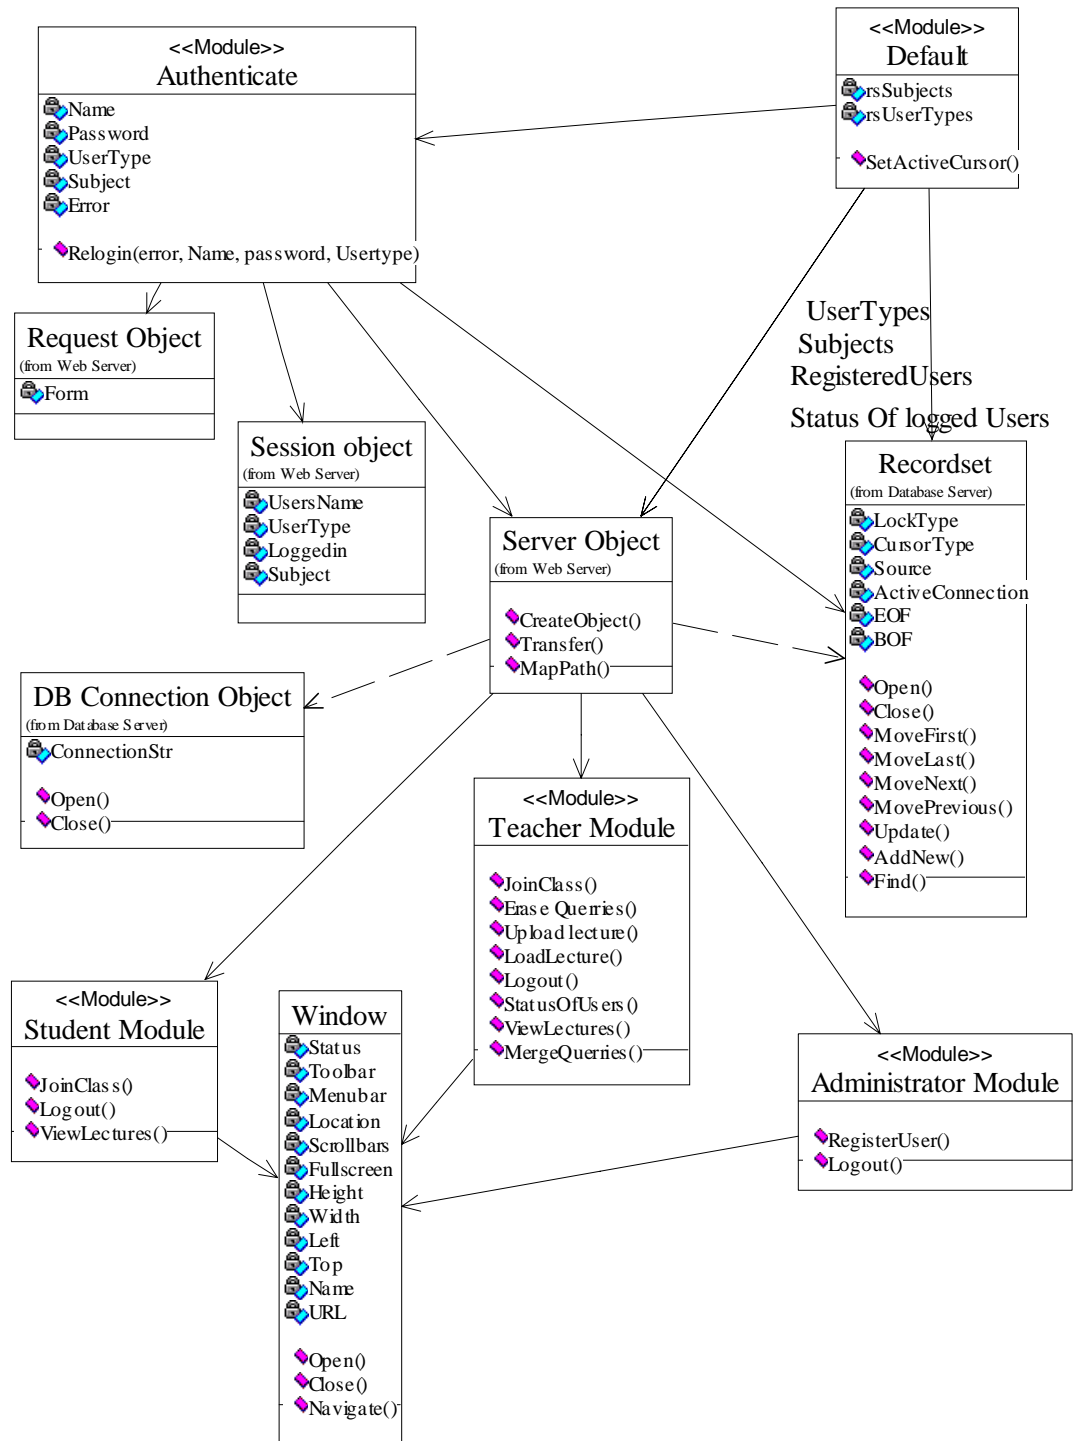 <<Module>>
Authenticate
Name
Password
UserType
Subject
Error
Relogin(error, Name, password, Usertype)
<<Module>>
Default
rsSubjects
rsUserTypes
SetActiveCursor()
Request Object
(from Web Server)
Form
Session object
(from Web Server)
UsersName
UserType
Loggedin
Subject
UserTypes
Subjects
RegisteredUsers
Status Of logged Users
Server Object
(from Web Server)
CreateObject()
Transfer()
MapPath()
Recordset
(from Database Server)
LockType
CursorType
Source
ActiveConnection
EOF
BOF
Open()
Close()
MoveFirst()
MoveLast()
MoveNext()
MovePrevious()
Update()
AddNew()
Find()
DB Connection Object
(from Database Server)
ConnectionStr
Open()
Close()
<<Module>>
Teacher Module
JoinClass()
Erase Querries()
Upload lecture()
LoadLecture()
Logout()
StatusOfUsers()
ViewLectures()
MergeQuerries()
<<Module>>
Student Module
JoinClass()
Logout()
ViewLectures()
Window
Status
Toolbar
Menubar
Location
Scrollbars
Fullscreen
Height
Width
Left
Top
Name
URL
Open()
Close()
Navigate()
<<Module>>
Administrator Module
RegisterUser()
Logout()